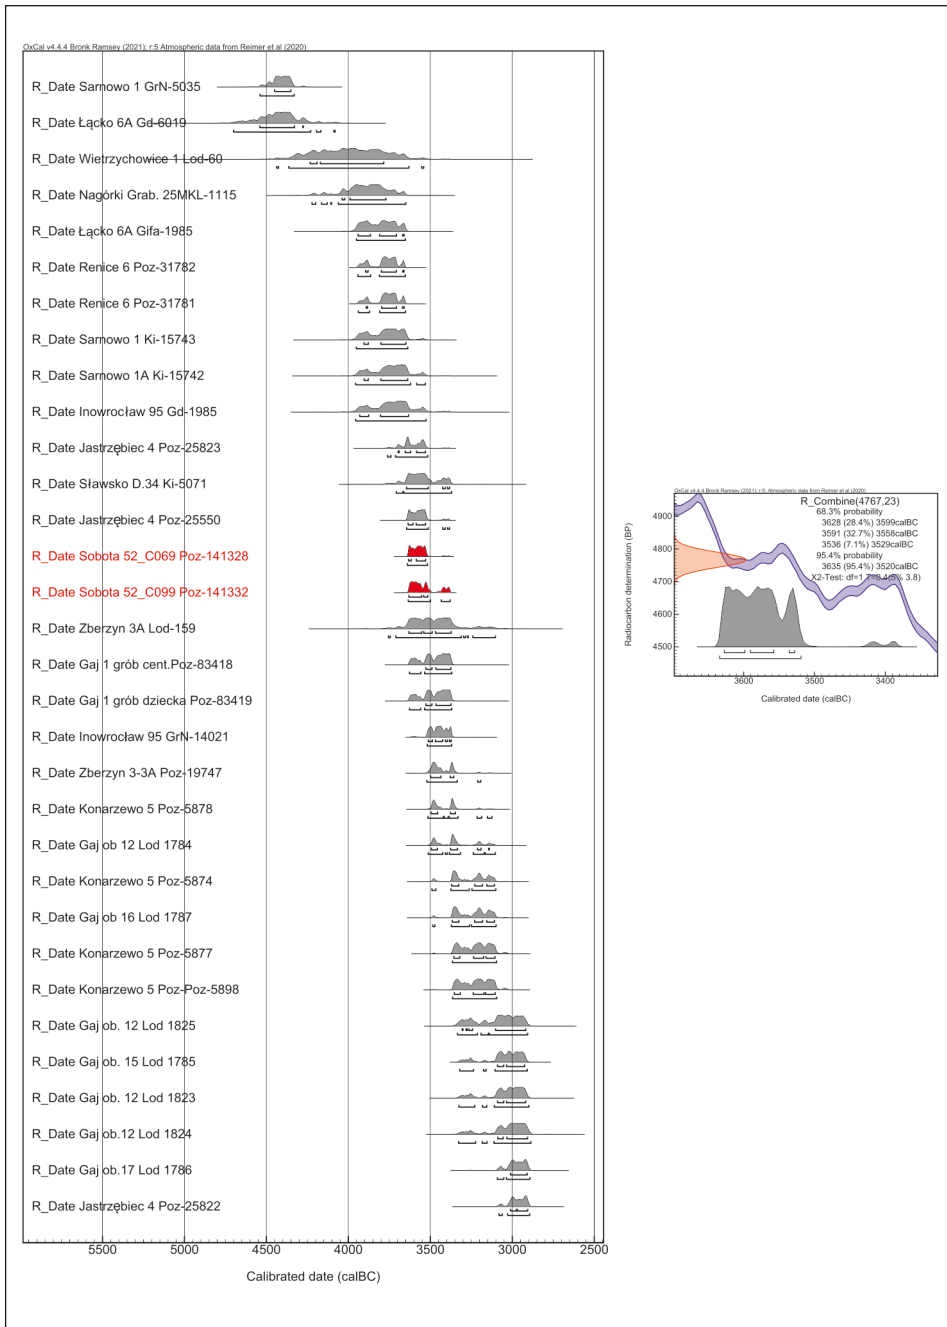 OxCal v4.4.4 Bronk Ramsey (2021); r:5 Atmospheric data from Reimer et al (2020)
R_Date Sarnowo 1 GrN-5035
R_Date Łącko 6A Gd-6019
R_Date Wietrzychowice 1 Lod-60
R_Date Nagórki Grab. 25MKL-1115
R_Date Łącko 6A Gifa-1985
R_Date Renice 6 Poz-31782
R_Date Renice 6 Poz-31781
R_Date Sarnowo 1 Ki-15743
R_Date Sarnowo 1A Ki-15742
R_Date Inowrocław 95 Gd-1985
R_Date Jastrzębiec 4 Poz-25823
R_Date Sławsko D.34 Ki-5071
R_Date Jastrzębiec 4 Poz-25550
R_Date Sobota 52_C069 Poz-141328
R_Date Sobota 52_C099 Poz-141332
R_Date Zberzyn 3A Lod-159
R_Date Gaj 1 grób cent.Poz-83418
R_Date Gaj 1 grób dziecka Poz-83419
R_Date Inowrocław 95 GrN-14021
R_Date Zberzyn 3-3A Poz-19747
R_Date Konarzewo 5 Poz-5878
R_Date Gaj ob 12 Lod 1784
R_Date Konarzewo 5 Poz-5874
R_Date Gaj ob 16 Lod 1787
R_Date Konarzewo 5 Poz-5877
R_Date Konarzewo 5 Poz-Poz-5898
R_Date Gaj ob. 12 Lod 1825
R_Date Gaj ob. 15 Lod 1785
R_Date Gaj ob. 12 Lod 1823
R_Date Gaj ob.12 Lod 1824
R_Date Gaj ob.17 Lod 1786
R_Date Jastrzębiec 4 Poz-25822
5500 5000 4500 4000 3500 3000 2500
Calibrated date (calBC)
OxCal v4.4.4 Bronk Ramsey (2021); r:5 Atmospheric data from Reimer et al (2020)
R_Combine(4767,23)
68.3% probability
3628 (28.4%) 3599calBC
3591 (32.7%) 3558calBC
3536 (7.1%) 3529calBC
95.4% probability
3635 (95.4%) 3520calBC
X2-Test: df=1 3.8)
Radiocarbon determination (BP)
4900
4800
4700
4600
4500
3600 3500 3400
Calibrated date (calBC)